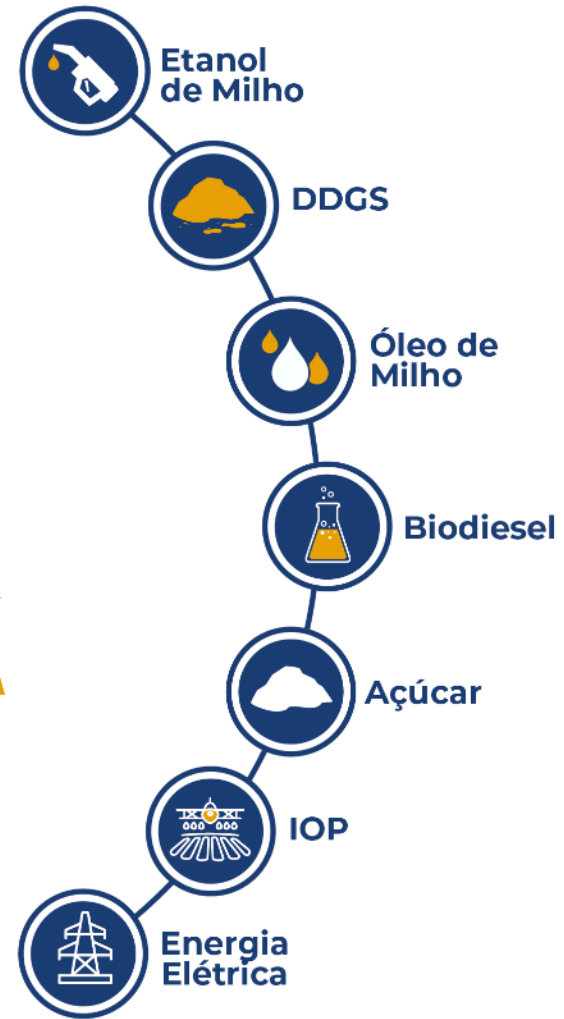 Etanol
de Milho
DDGS
Óleo de
Milho
Biodiesel
Açúcar
IOP
Energia
Elétrica